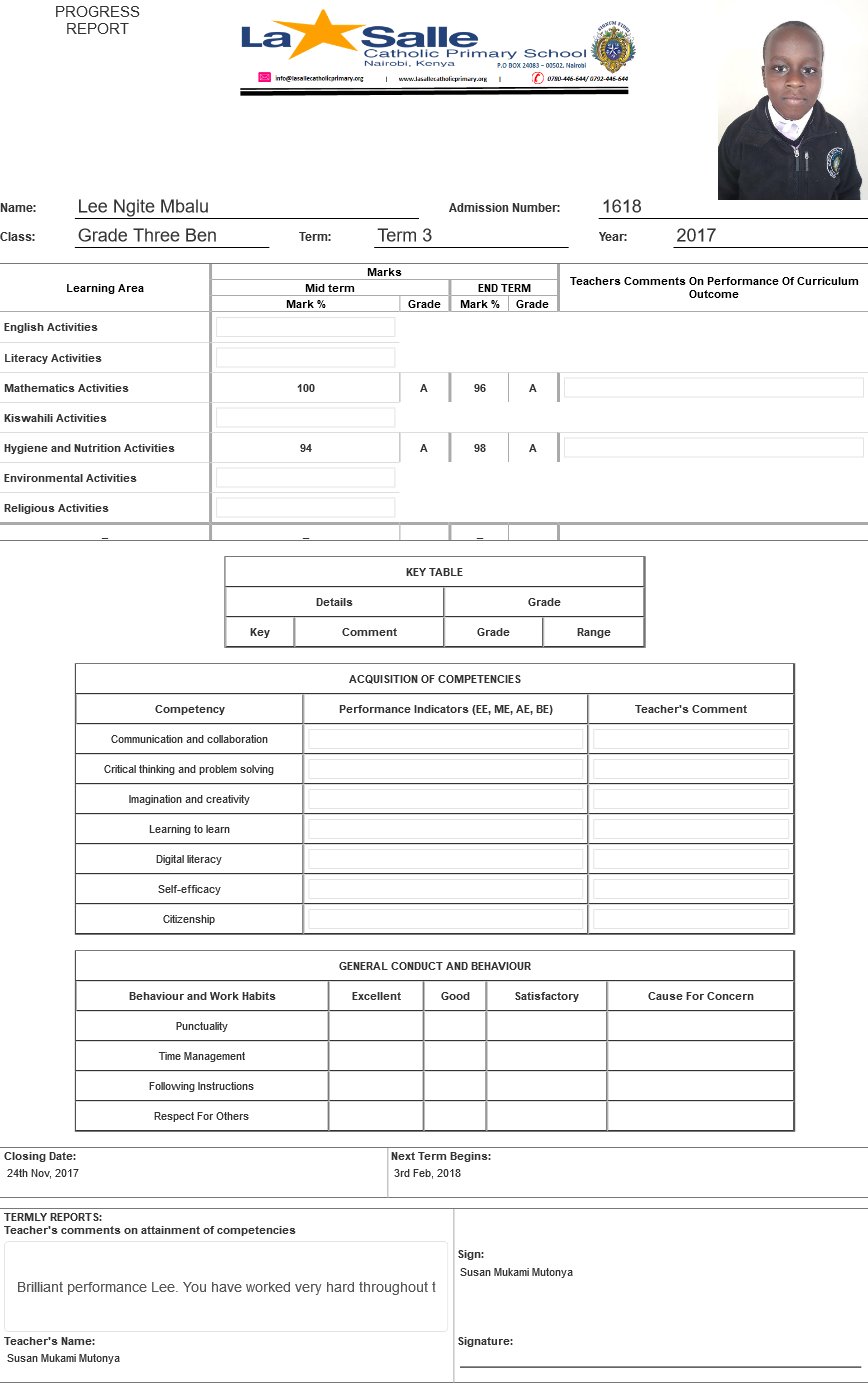 PROGRESS
REPORT
La Salle
Catholic Primary School
Nairobi, Kenya
P.O BOX 24083 – 00502, Nairobi
info@lasallecatholicprimary.org | www.lasallecatholicprimary.org | 0780-446-644/ 0792-446-644
Name: Lee Ngite Mbalu Admission Number: 1618
Class: Grade Three Ben Term: Term 3 Year: 2017
Learning Area Marks Teachers Comments On Performance Of Curriculum Outcome
Mid term END TERM
Mark % Grade Mark % Grade
English Activities
Literacy Activities
Mathematics Activities 100 A 96 A
Kiswahili Activities
Hygiene and Nutrition Activities 94 A 98 A
Environmental Activities
Religious Activities
_ _ _
KEY TABLE
Details Grade
Key Comment Grade Range
ACQUISITION OF COMPETENCIES
Competency Performance Indicators (EE, ME, AE, BE) Teacher's Comment
Communication and collaboration
Critical thinking and problem solving
Imagination and creativity
Learning to learn
Digital literacy
Self-efficacy
Citizenship
GENERAL CONDUCT AND BEHAVIOUR
Behaviour and Work Habits Excellent Good Satisfactory Cause For Concern
Punctuality
Time Management
Following Instructions
Respect For Others
Closing Date: Next Term Begins:
24th Nov, 2017 3rd Feb, 2018
TERMLY REPORTS:
Teacher's comments on attainment of competencies
Brilliant performance Lee. You have worked very hard throughout t
Sign:
Susan Mukami Mutonya
Teacher's Name:
Susan Mukami Mutonya
Signature: